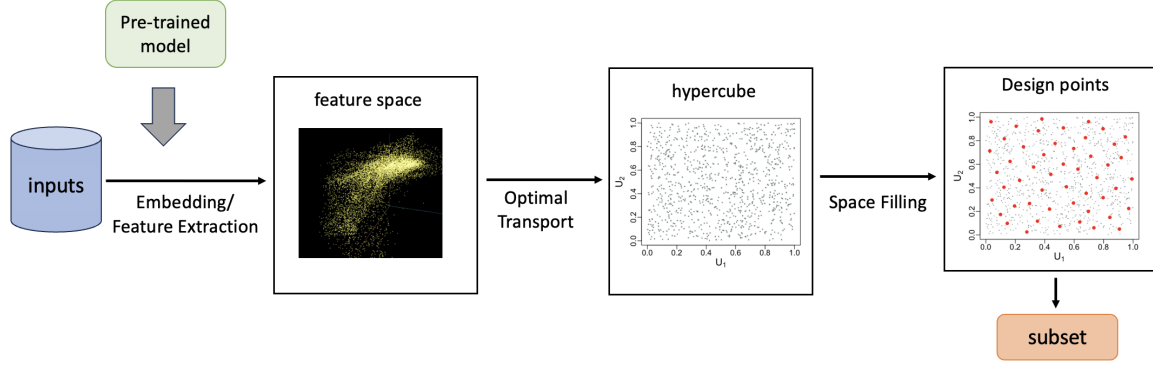 Pre-trained
model
inputs
Embedding/
Feature Extraction
feature space
Optimal
Transport
hypercube
1.0
0.8
0.6
0.4
0.2
0.0
U2
0.0 0.2 0.4 0.6 0.8 1.0
U1
Space Filling
Design points
1.0
0.8
0.6
0.4
0.2
0.0
U2
0.0 0.2 0.4 0.6 0.8 1.0
U1
subset